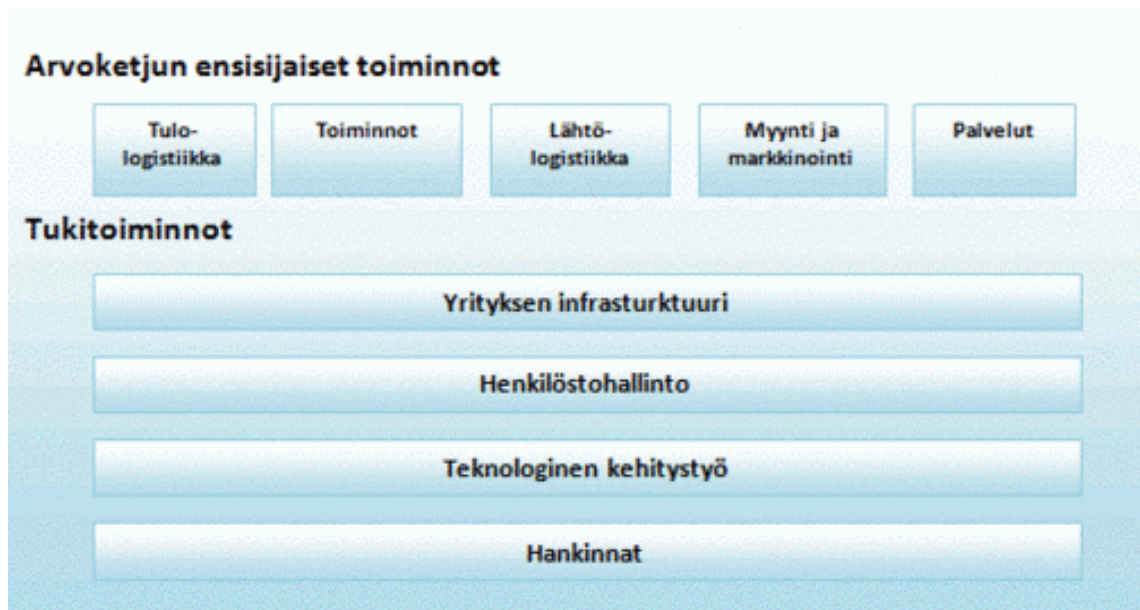 Arvoketjun ensisijaiset toiminnot
Tulo-
logistiikka
Toiminnot
Lähtö-
logistiikka
Myynti ja
markkinointi
Palvelut
Tukitoiminnot
Yrityksen infrasturktuuri
Henkilöstohallinto
Teknologinen kehitystyö
Hankinnat